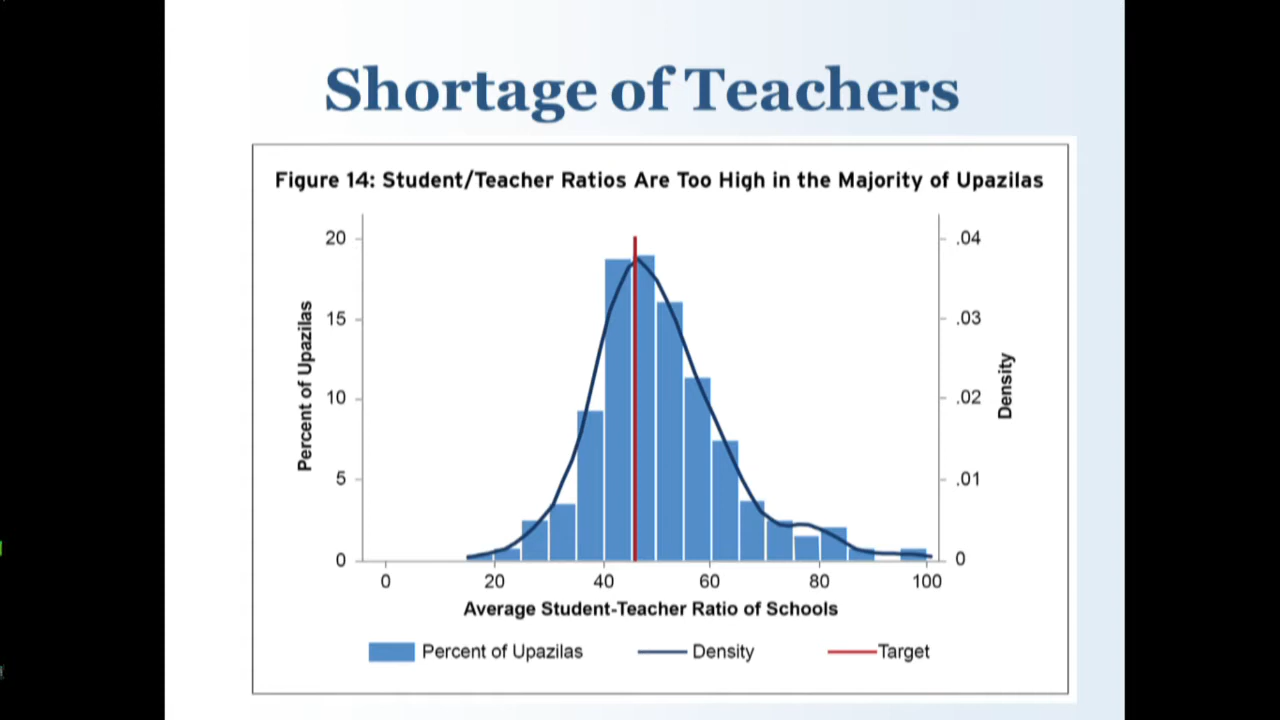 Shortage of Teachers
Figure 14: Student/Teacher Ratios Are Too High in the Majority of Upazilas
20
15
10
5
0
Percent of Upazilas
.04
.03
.02
.01
0
Density
0 20 40 60 80 100
Average Student-Teacher Ratio of Schools
Percent of Upazilas Density Target